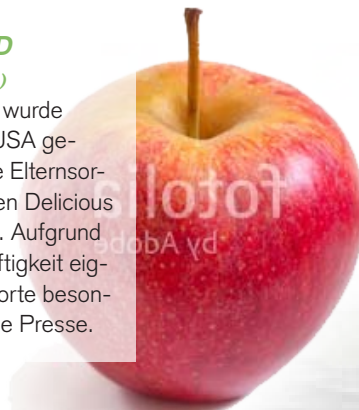 D
)
wurde
USA ge-
e Elternsor-
en Delicious
. Aufgrund
ftigkeit eig-
orte beson-
e Presse.
fotolia
by Adobe